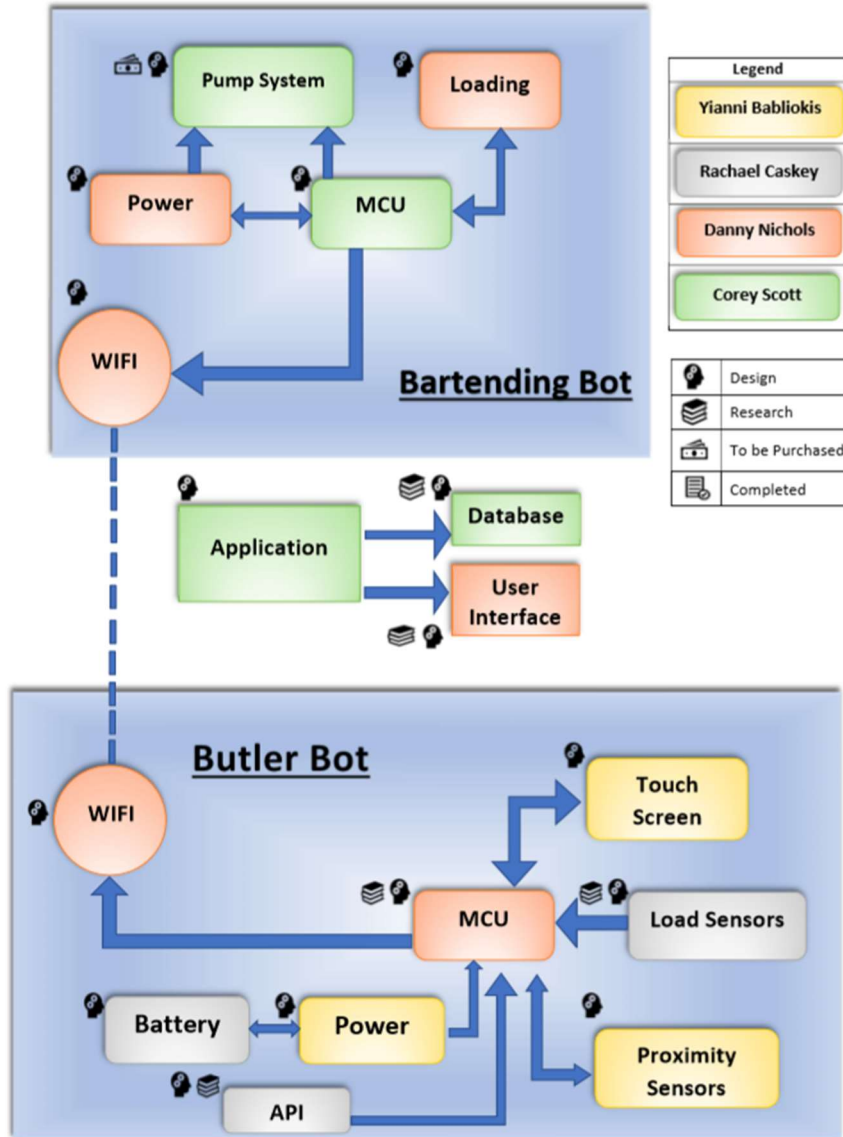 Pump System
Loading
Power
MCU
WIFI
Bartending Bot
Legend
Yianni Babliokis
Rachael Caskey
Danny Nichols
Corey Scott
Design
Research
To be Purchased
Completed
Application
Database
User
Interface
Butler Bot
WIFI
Touch
Screen
MCU
Load Sensors
Battery
Power
Proximity
Sensors
API